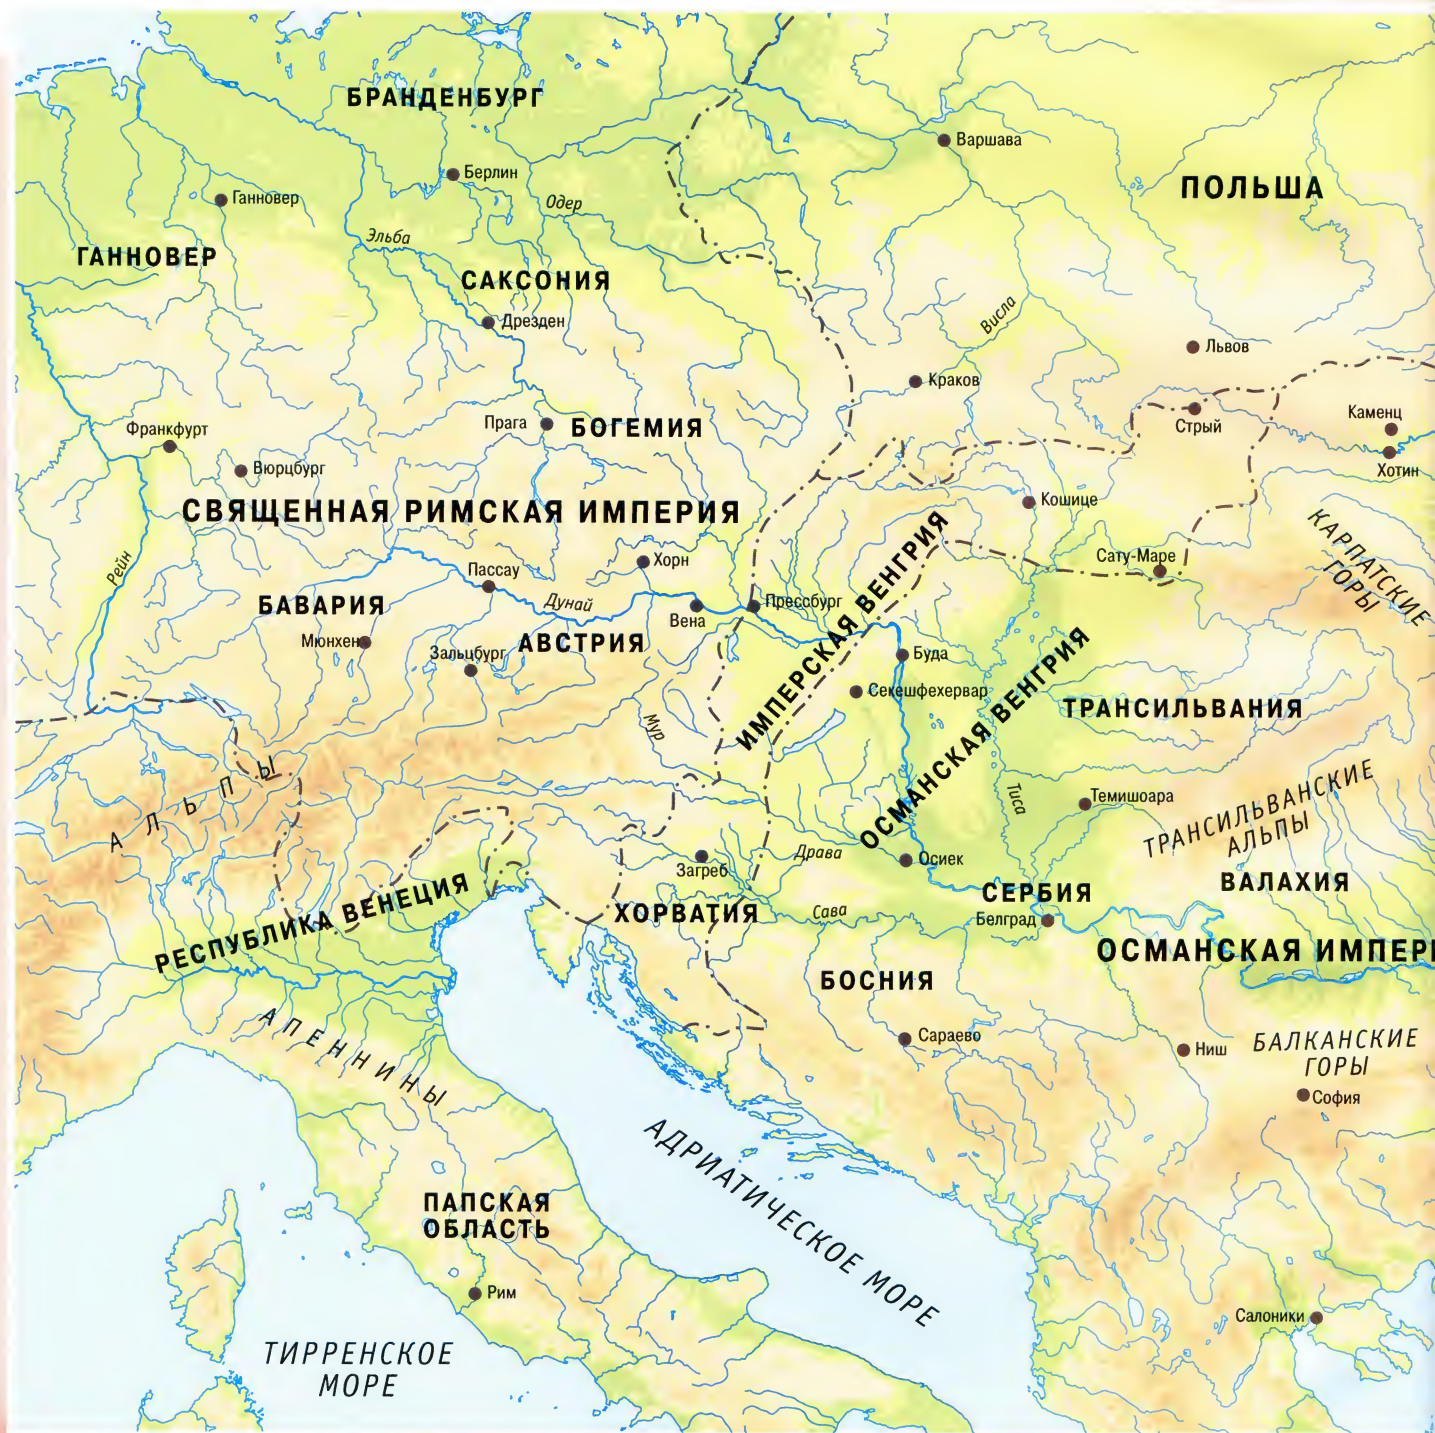 БРАНДЕНБУРГ
Варшава
Берлин
ПОЛЬША
Ганновер
Одер
Эльба
ГАННОВЕР
САКСОНИЯ
Висла
Дрезден
Львов
Краков
Прага
БОГЕМИЯ
Франкфурт
Стрый
Каменц
Вюрцбург
Хотин
СВЯЩЕННАЯ РИМСКАЯ ИМПЕРИЯ
Кошице
КАРПАТСКИЕ
ГОРЫ
Рейн
Хорн
Сату-Маре
Пассау
БАВАРИЯ
Дунай
Вена
Прессбург
ИМПЕРСКАЯ ВЕНГРИЯ
Мюнхен
Зальцбург
АВСТРИЯ
Буда
Секешфехервар
ОСМАНСКАЯ ВЕНГРИЯ
ТРАНСИЛЬВАНИЯ
Мур
АЛЬПЫ
Тиса
Темишоара
ТРАНСИЛЬВАНСКИЕ
АЛЬПЫ
Драва
Осиек
Загреб
ВАЛАХИЯ
СЕРБИЯ
РЕСПУБЛИКА ВЕНЕЦИЯ
ХОРВАТИЯ
Сава
Белград
ОСМАНСКАЯ ИМПЕРИ
БОСНИЯ
АПЕННИНЫ
Сараево
Ниш
БАЛКАНСКИЕ
ГОРЫ
София
АДРИАТИЧЕСКОЕ МОРЕ
ПАПСКАЯ
ОБЛАСТЬ
Рим
Салоники
ТИРРЕНСКОЕ
МОРЕ